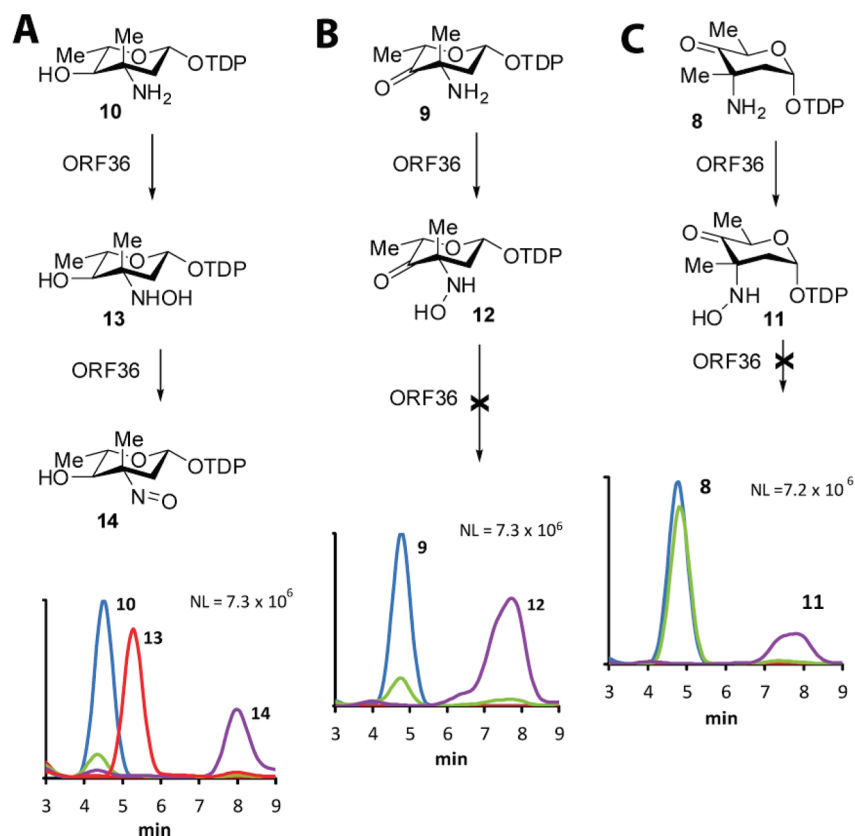 A
Me
Me
O
OTDP
HO
NH2
10
ORF36
Me
Me
O
OTDP
HO
NHOH
13
ORF36
Me
Me
O
OTDP
HO
N
O
14
10
NL = 7.3 x 10^6
13
14
3 4 5 6 7 8 9
min
B
Me
Me
O
OTDP
O
NH2
9
ORF36
Me
Me
O
OTDP
O
NH
HO
12
ORF36
9
NL = 7.3 x 10^6
12
3 4 5 6 7 8 9
min
C
Me
O
O
Me
NH2
OTDP
8
ORF36
Me
O
O
Me
NH
OTDP
HO
11
ORF36
8
NL =7.2 x 10^6
11
3 4 5 6 7 8 9
min